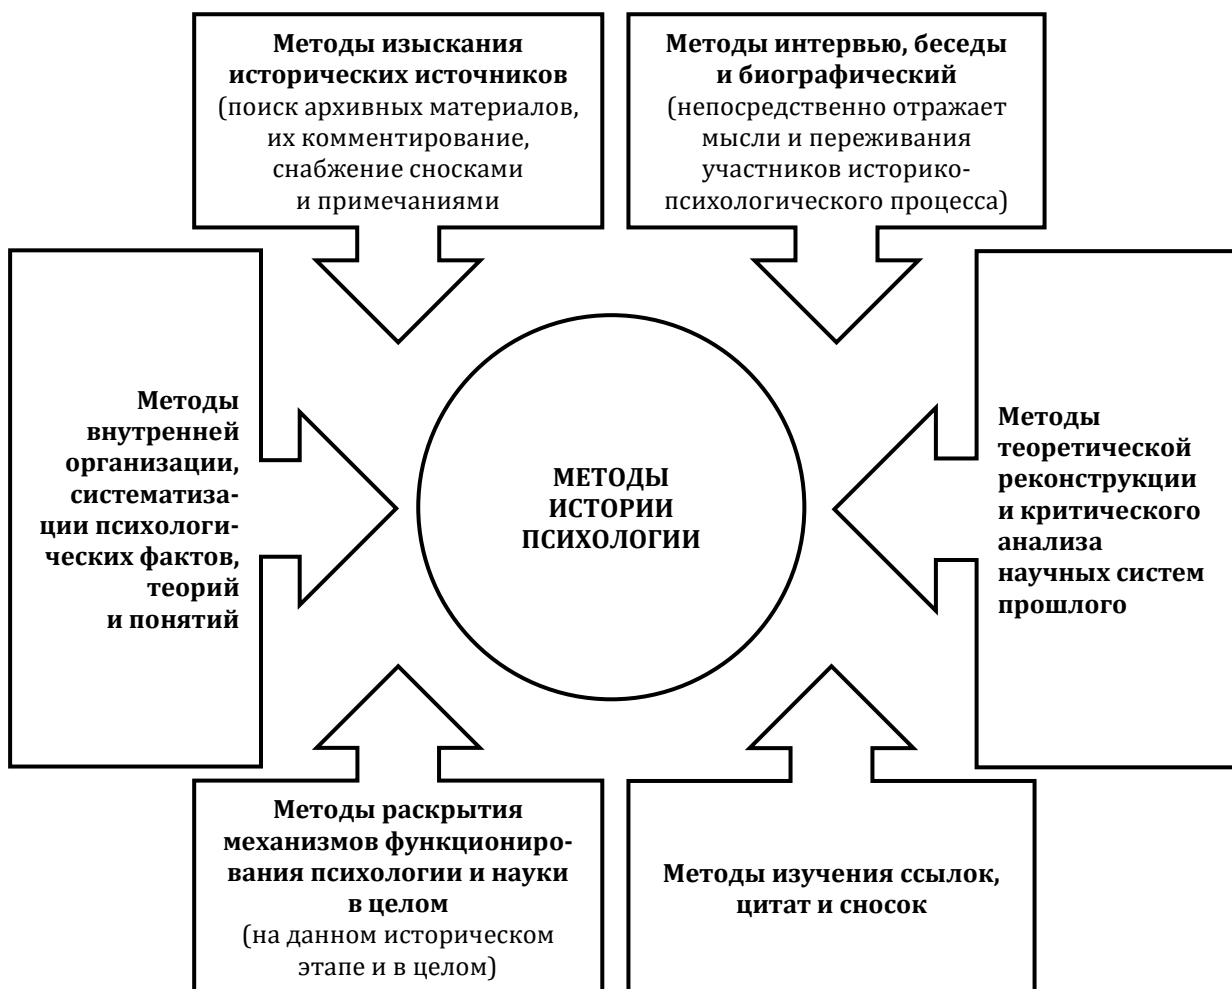 Методы изыскания
исторических источников
(поиск архивных материалов,
их комментирование,
снабжение сносками
и примечаниями
Методы интервью, беседы
и биографический
(непосредственно отражает
мысли и переживания
участников историко-
психологического процесса)
Методы
внутренней
организации,
систематиза-
ции психологи-
ческих фактов,
теорий
и понятий
МЕТОДЫ
ИСТОРИИ
ПСИХОЛОГИИ
Методы
теоретической
реконструкции
и критического
анализа
научных систем
прошлого
Методы раскрытия
механизмов функциониро-
вания психологии и науки
в целом
(на данном историческом
этапе и в целом)
Методы изучения ссылок,
цитат и сносок